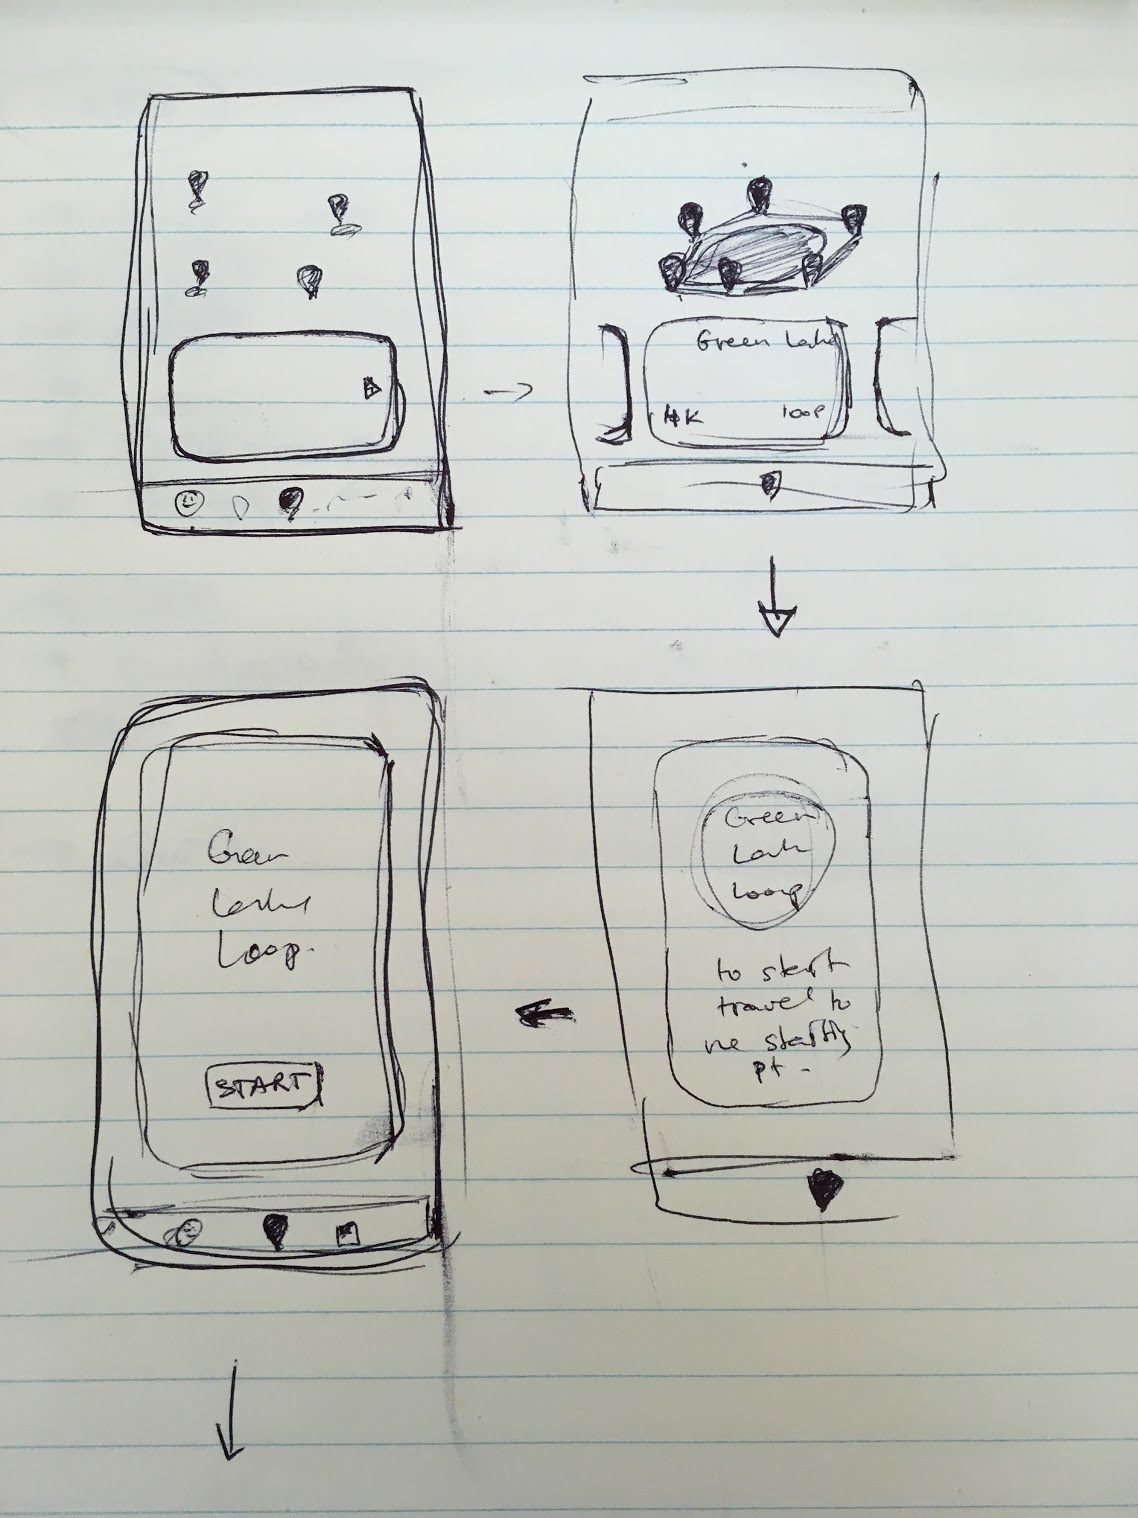 Green Lake
4K loop
Green
Lake
Loop
to start
travel to
the starting
pt.
Green
Lake
Loop.
START